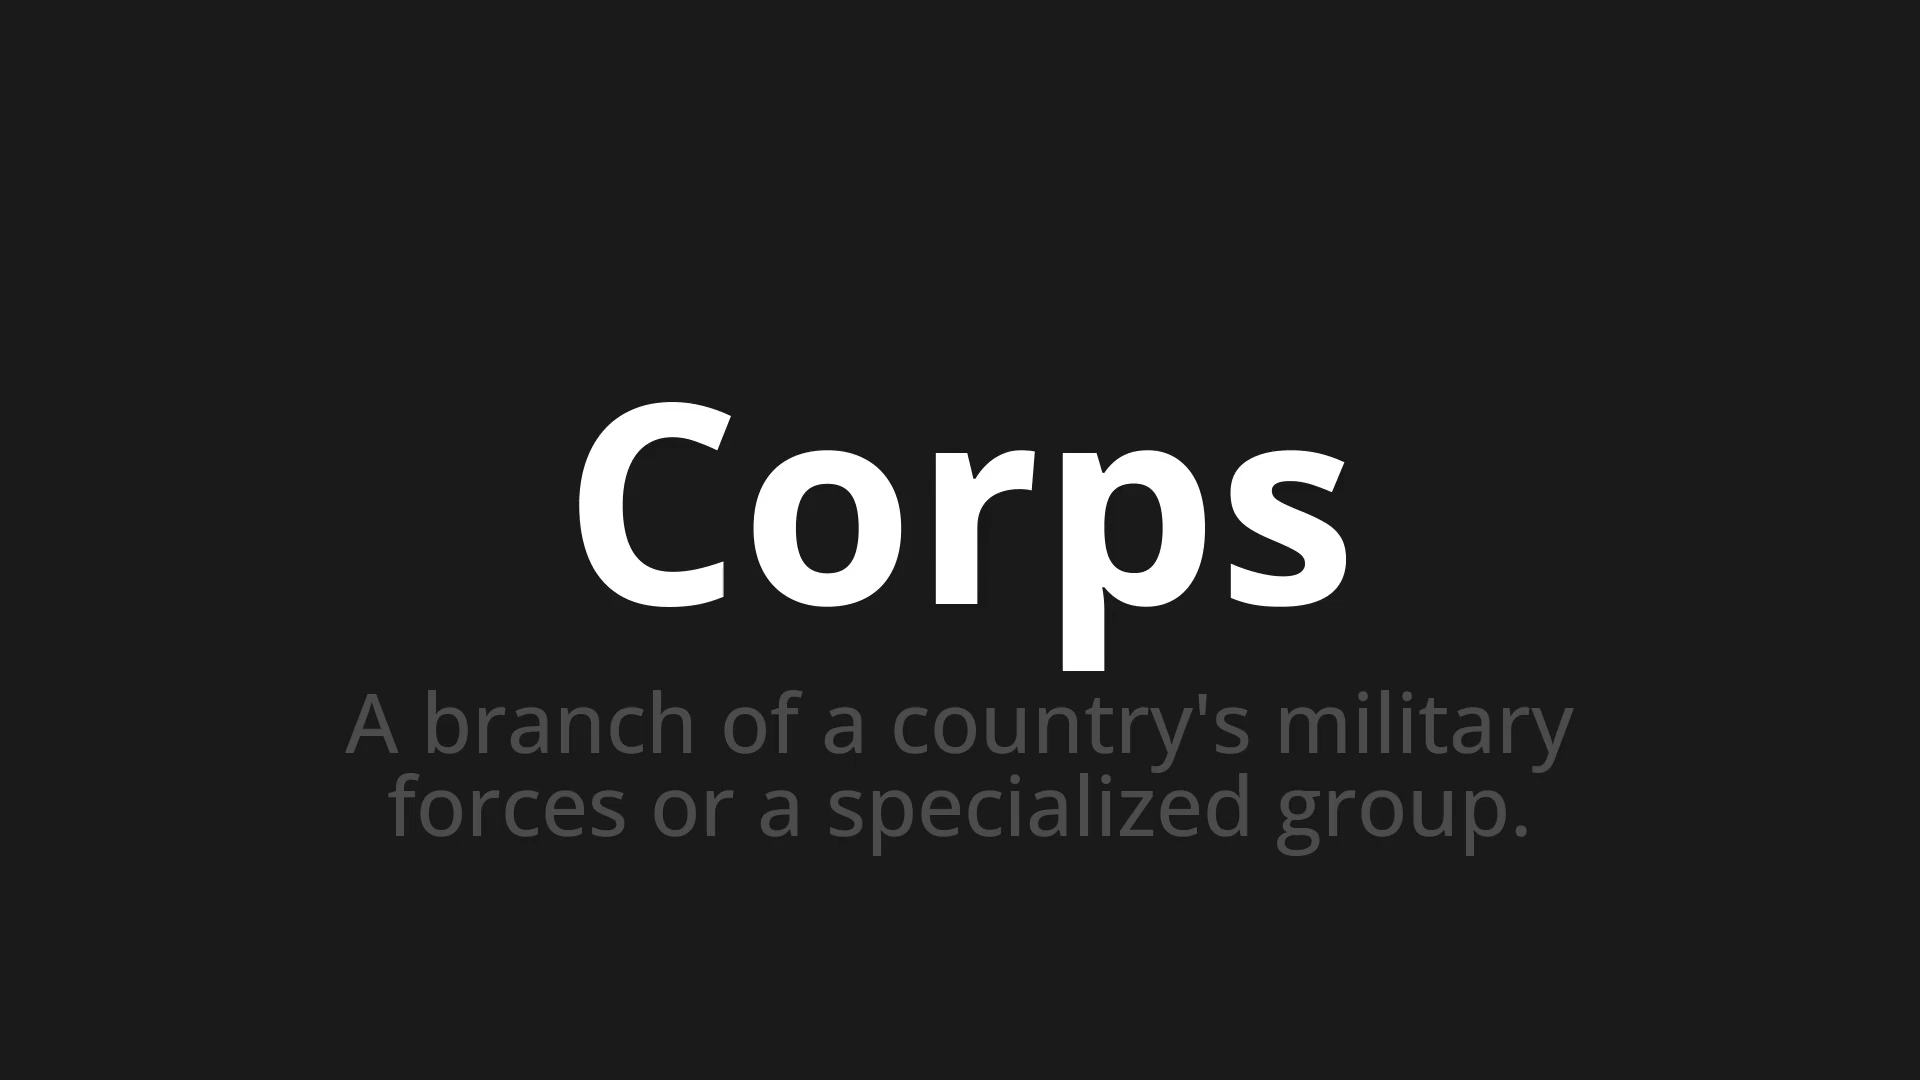 Corps
A branch of a country's military
forces or a specialized group.